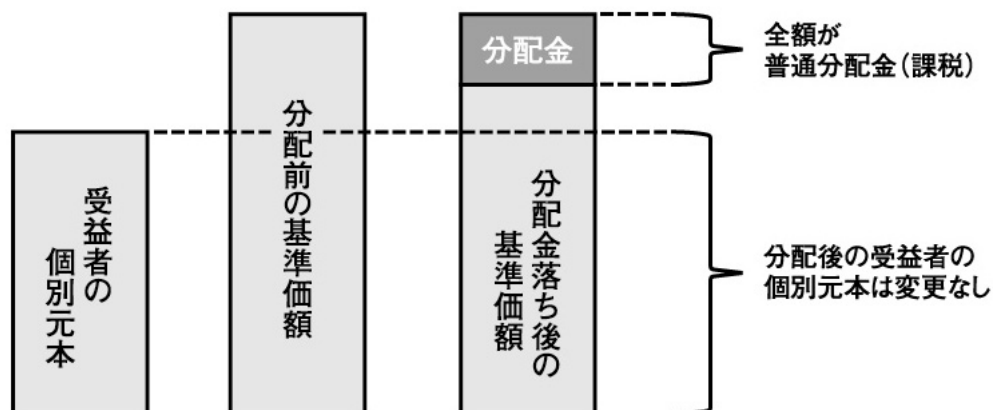 受益者の
個別元本
分配前の基準価額
分配金
分配金落ち後の
基準価額
全額が
普通分配金（課税）
分配後の受益者の
個別元本は変更なし